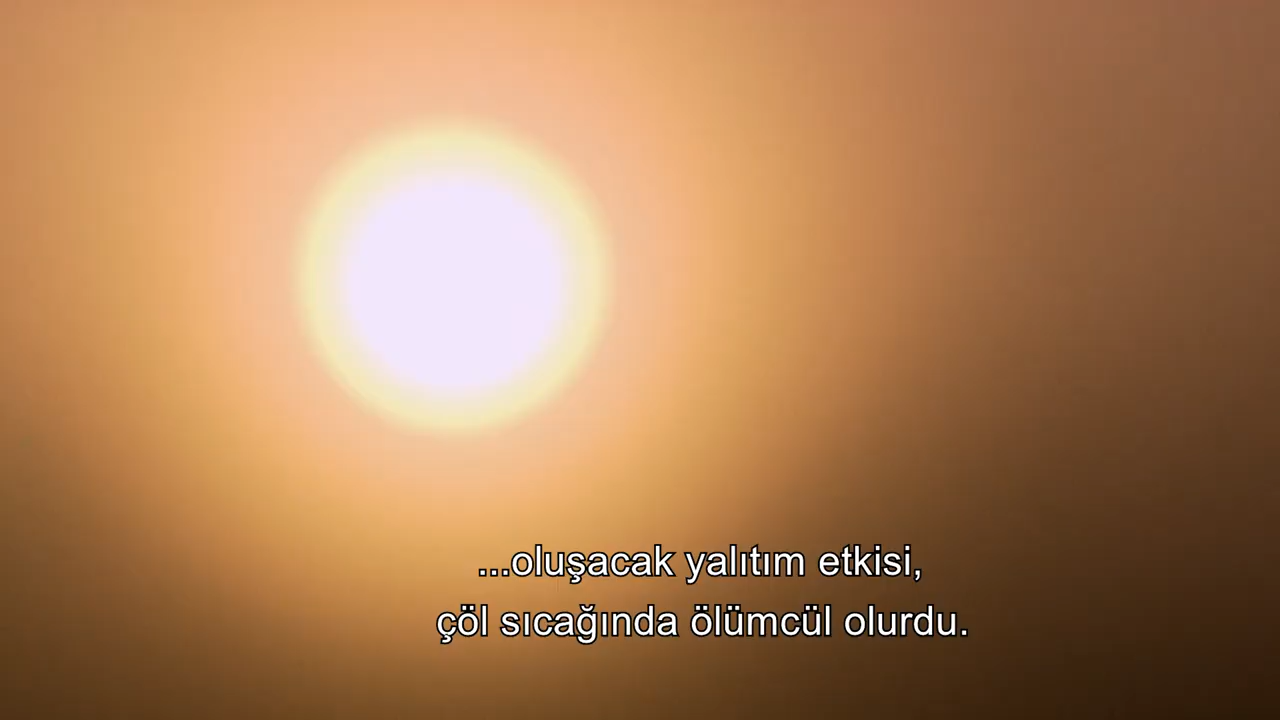 ...oluşacak yalıtım etkisi,
çöl sıcağında ölümcül olurdu.